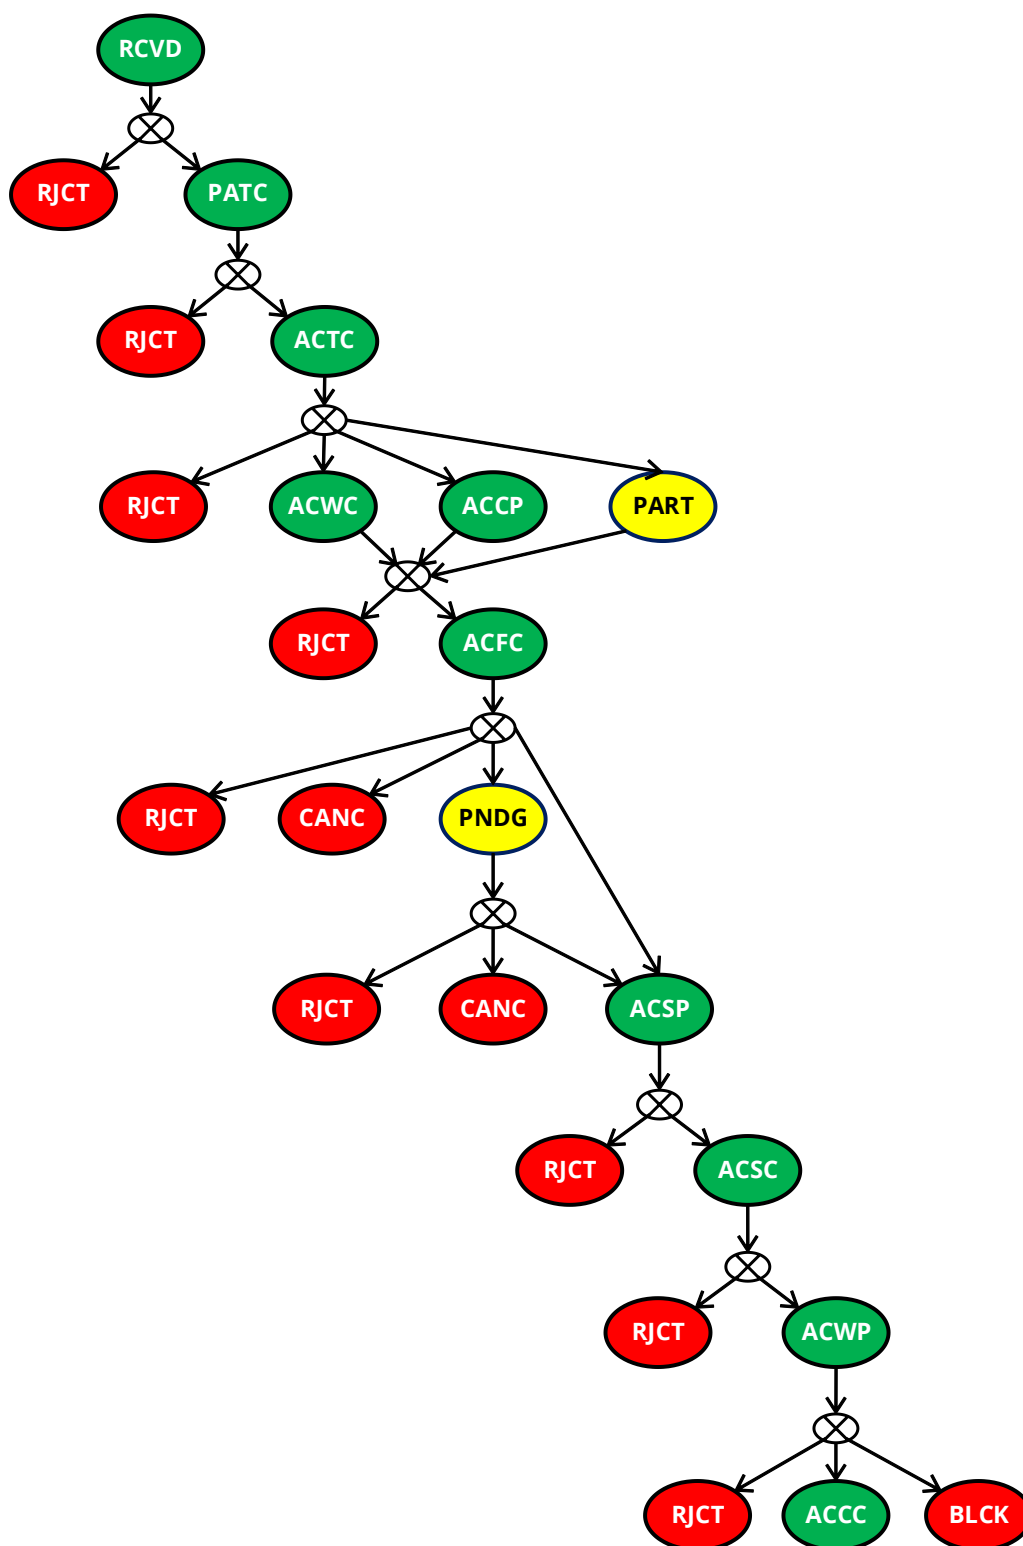 RCVD
RJCT PATC
RJCT ACTC
RJCT ACWC ACCP PART
RJCT ACFC
RJCT CANC PNDG
RJCT CANC ACSP
RJCT ACSC
RJCT ACWP
RJCT ACCC BLCK